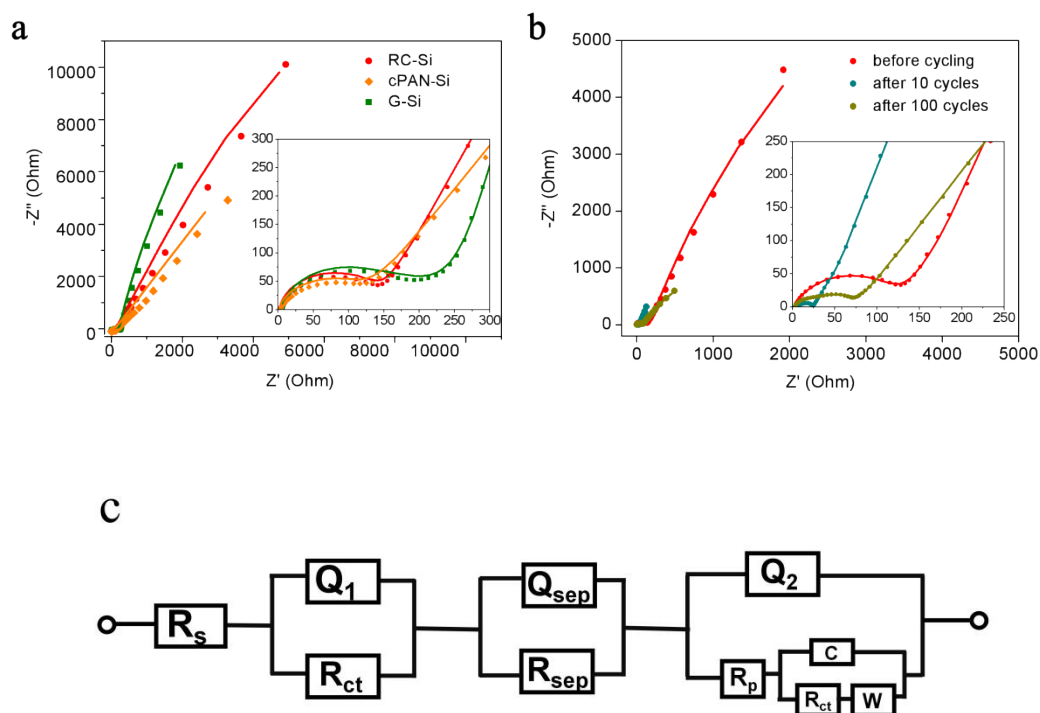 a
10000
8000
6000
4000
2000
0
-Z" (Ohm)
0 2000 4000 6000 8000 10000
Z' (Ohm)
RC-Si
cPAN-Si
G-Si
300
250
200
150
100
50
0
0 50 100 150 200 250 300
b
5000
4000
3000
2000
1000
0
-Z" (Ohm)
0 1000 2000 3000 4000 5000
Z' (Ohm)
before cycling
after 10 cycles
after 100 cycles
250
200
150
100
50
0
0 50 100 150 200 250
c
Rs
Q1
Rct
Qsep
Rsep
Q2
Rp
C
Rct
W